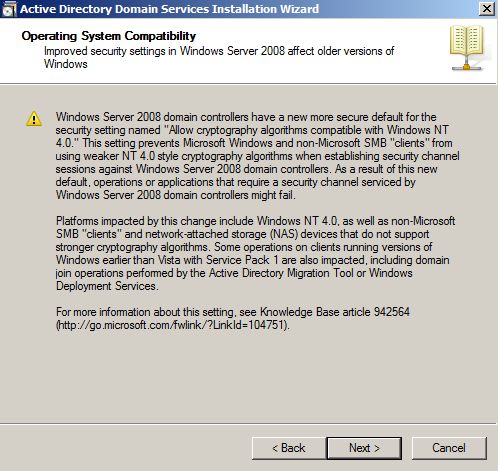 Active Directory Domain Services Installation Wizard
Operating System Compatibility
Improved security settings in Windows Server 2008 affect older versions of
Windows
Windows Server 2008 domain controllers have a new more secure default for the
security setting named "Allow cryptography algorithms compatible with Windows NT
4.0." This setting prevents Microsoft Windows and non-Microsoft SMB "clients" from
using weaker NT 4.0 style cryptography algorithms when establishing security channel
sessions against Windows Server 2008 domain controllers. As a result of this new
default, operations or applications that require a security channel serviced by
Windows Server 2008 domain controllers might fail.
Platforms impacted by this change include Windows NT 4.0, as well as non-Microsoft
SMB "clients" and network-attached storage (NAS) devices that do not support
stronger cryptography algorithms. Some operations on clients running versions of
Windows earlier than Vista with Service Pack 1 are also impacted, including domain
join operations performed by the Active Directory Migration Tool or Windows
Deployment Services.
For more information about this setting, see Knowledge Base article 942564
(http://go.microsoft.com/fwlink/?LinkId=104751).
< Back Next > Cancel